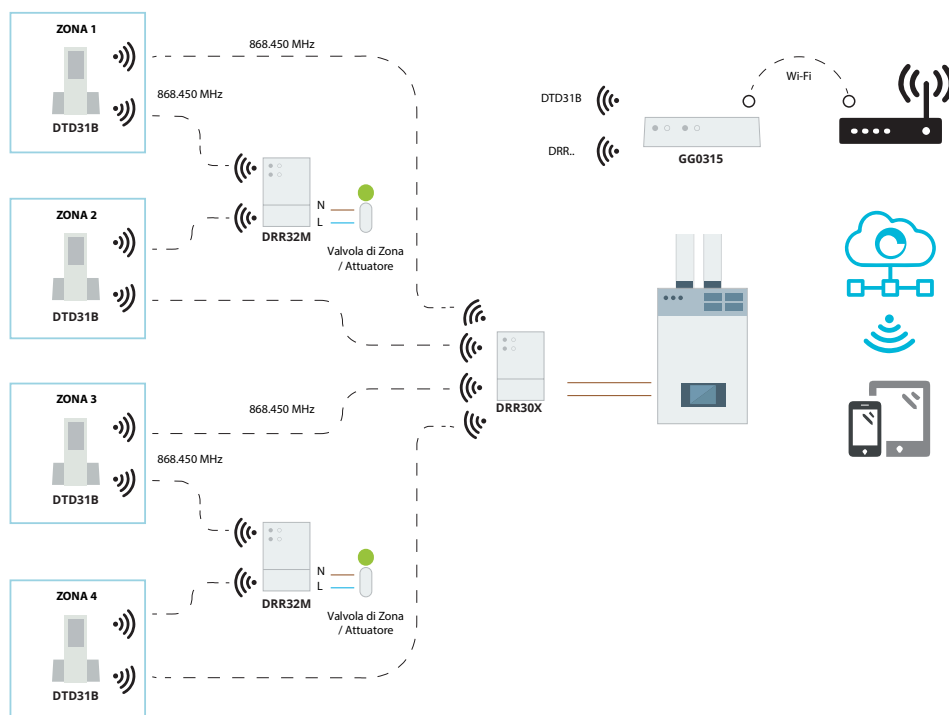 ZONA 1
DTD31B
868.450 MHz
868.450 MHz
DTD31B
DRR..
GG0315
Wi-Fi
ZONA 2
DTD31B
DRR32M
N
L
Valvola di Zona
/ Attuatore
DRR30X
ZONA 3
DTD31B
868.450 MHz
868.450 MHz
DRR32M
N
L
Valvola di Zona
/ Attuatore
ZONA 4
DTD31B